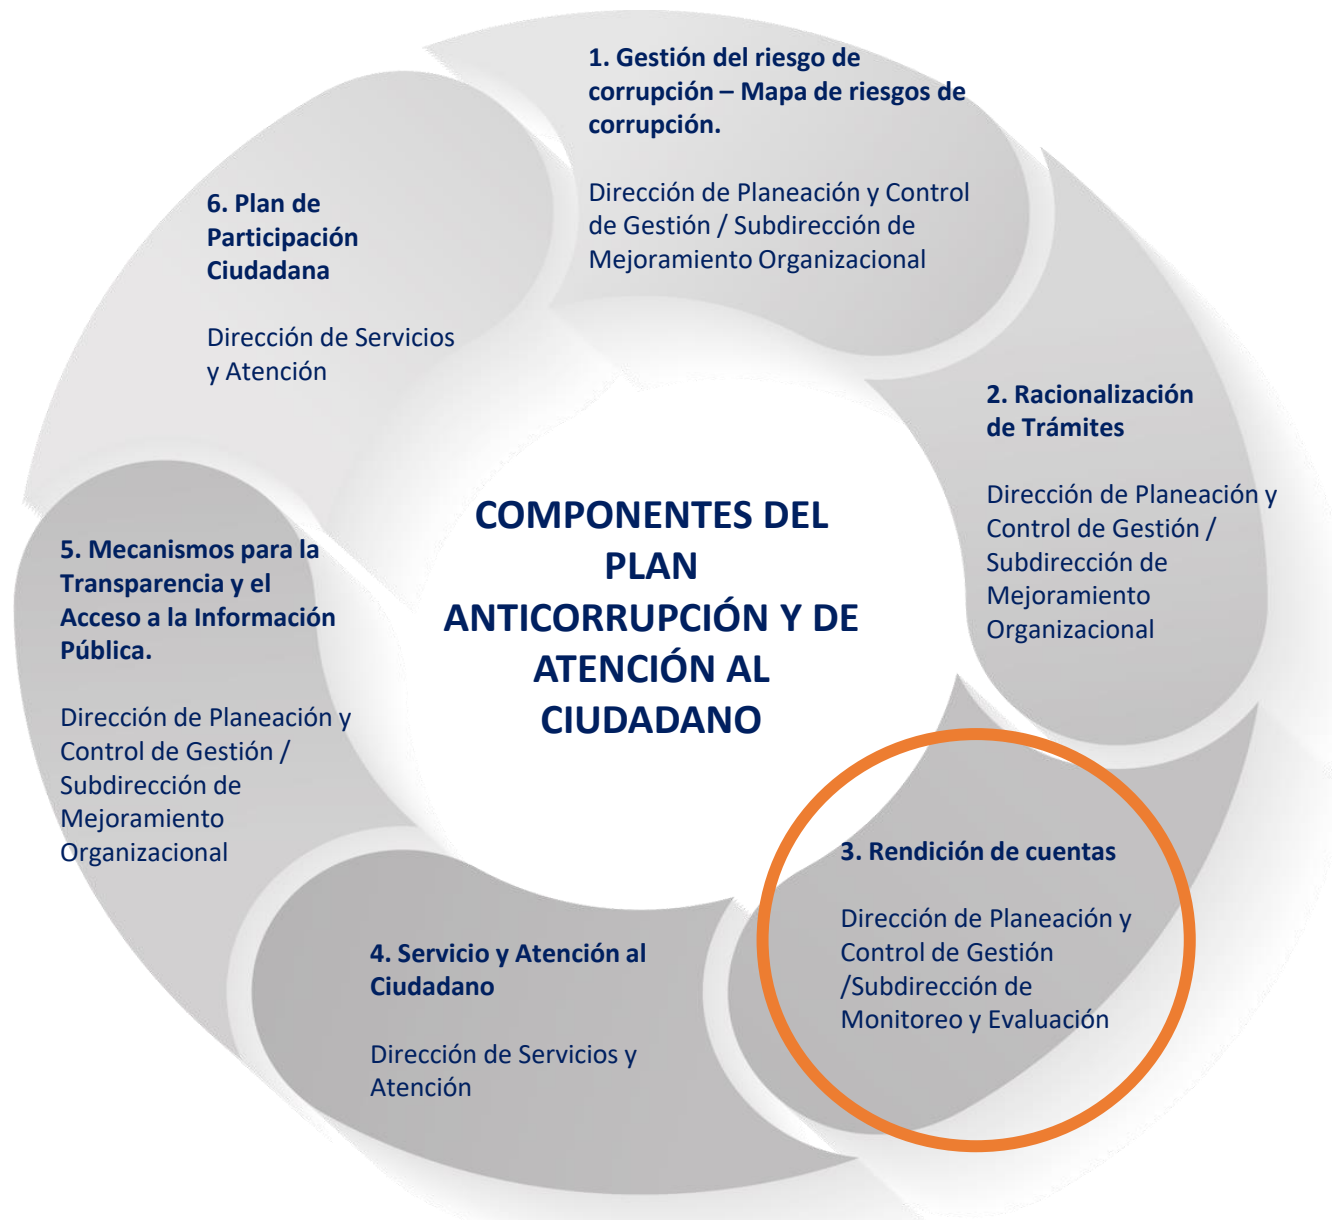 1. Gestión del riesgo de
corrupción – Mapa de riesgos de
corrupción.
Dirección de Planeación y Control
de Gestión / Subdirección de
Mejoramiento Organizacional
2. Racionalización
de Trámites
Dirección de Planeación y
Control de Gestión /
Subdirección de
Mejoramiento
Organizacional
3. Rendición de cuentas
Dirección de Planeación y
Control de Gestión
/Subdirección de
Monitoreo y Evaluación
4. Servicio y Atención al
Ciudadano
Dirección de Servicios y
Atención
5. Mecanismos para la
Transparencia y el
Acceso a la Información
Pública.
Dirección de Planeación y
Control de Gestión /
Subdirección de
Mejoramiento
Organizacional
6. Plan de
Participación
Ciudadana
Dirección de Servicios
y Atención
COMPONENTES DEL
PLAN
ANTICORRUPCIÓN Y DE
ATENCIÓN AL
CIUDADANO